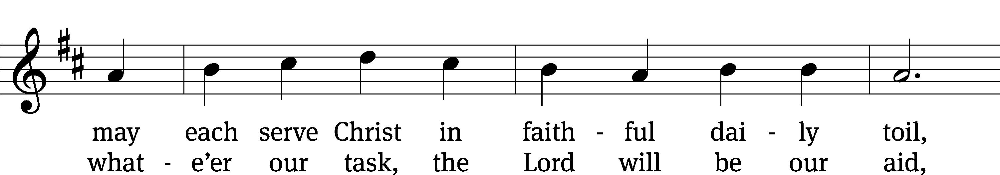 may each serve Christ in faith - ful dai - ly toil,
what - e’er our task, the Lord will be our aid,